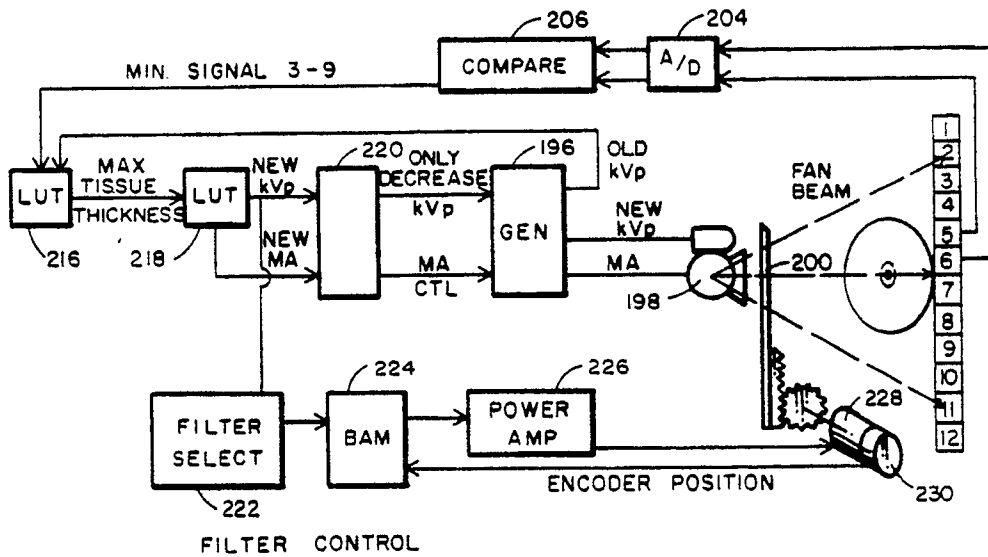 206
204
COMPARE
A/D
MIN. SIGNAL 3-9
1
2
3
4
5
6
7
8
9
10
11
12
220
ONLY
DECREASE
kVp
196
OLD
kVp
FAN
BEAM
LUT
MAX
TISSUE
THICKNESS
LUT
NEW
kVp
NEW
MA
MA
CTL
GEN
NEW
kVp
MA
200
198
216
218
224
226
228
FILTER
SELECT
BAM
POWER
AMP
222
ENCODER POSITION
230
FILTER CONTROL